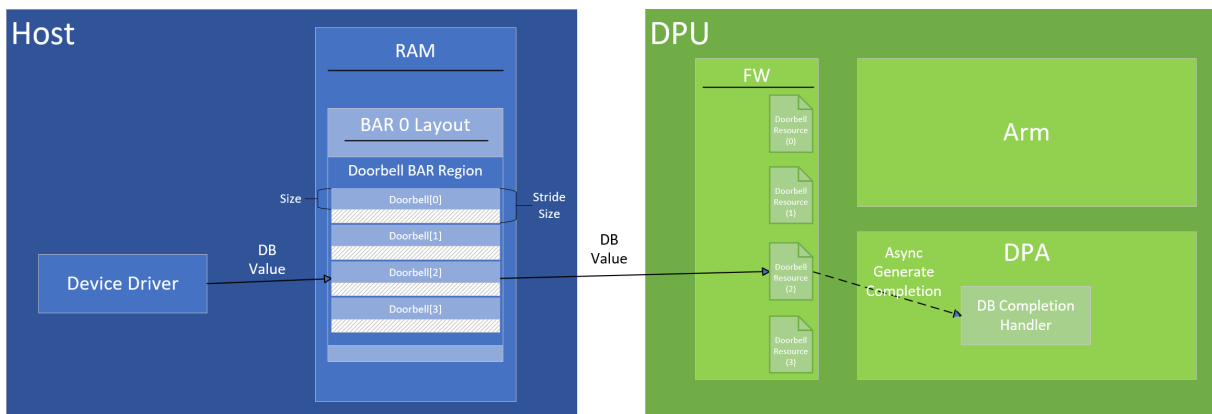 Host
RAM
BAR 0 Layout
Doorbell BAR Region
Size
Doorbell[0]
Stride
Size
Doorbell[1]
DB
Value
Doorbell[2]
Device Driver
Doorbell[3]
DB
Value
DPU
FW
Doorbell
Resource
(0)
Doorbell
Resource
(1)
Doorbell
Resource
(2)
Doorbell
Resource
(3)
Arm
Async
Generate
Completion
DPA
DB Completion
Handler